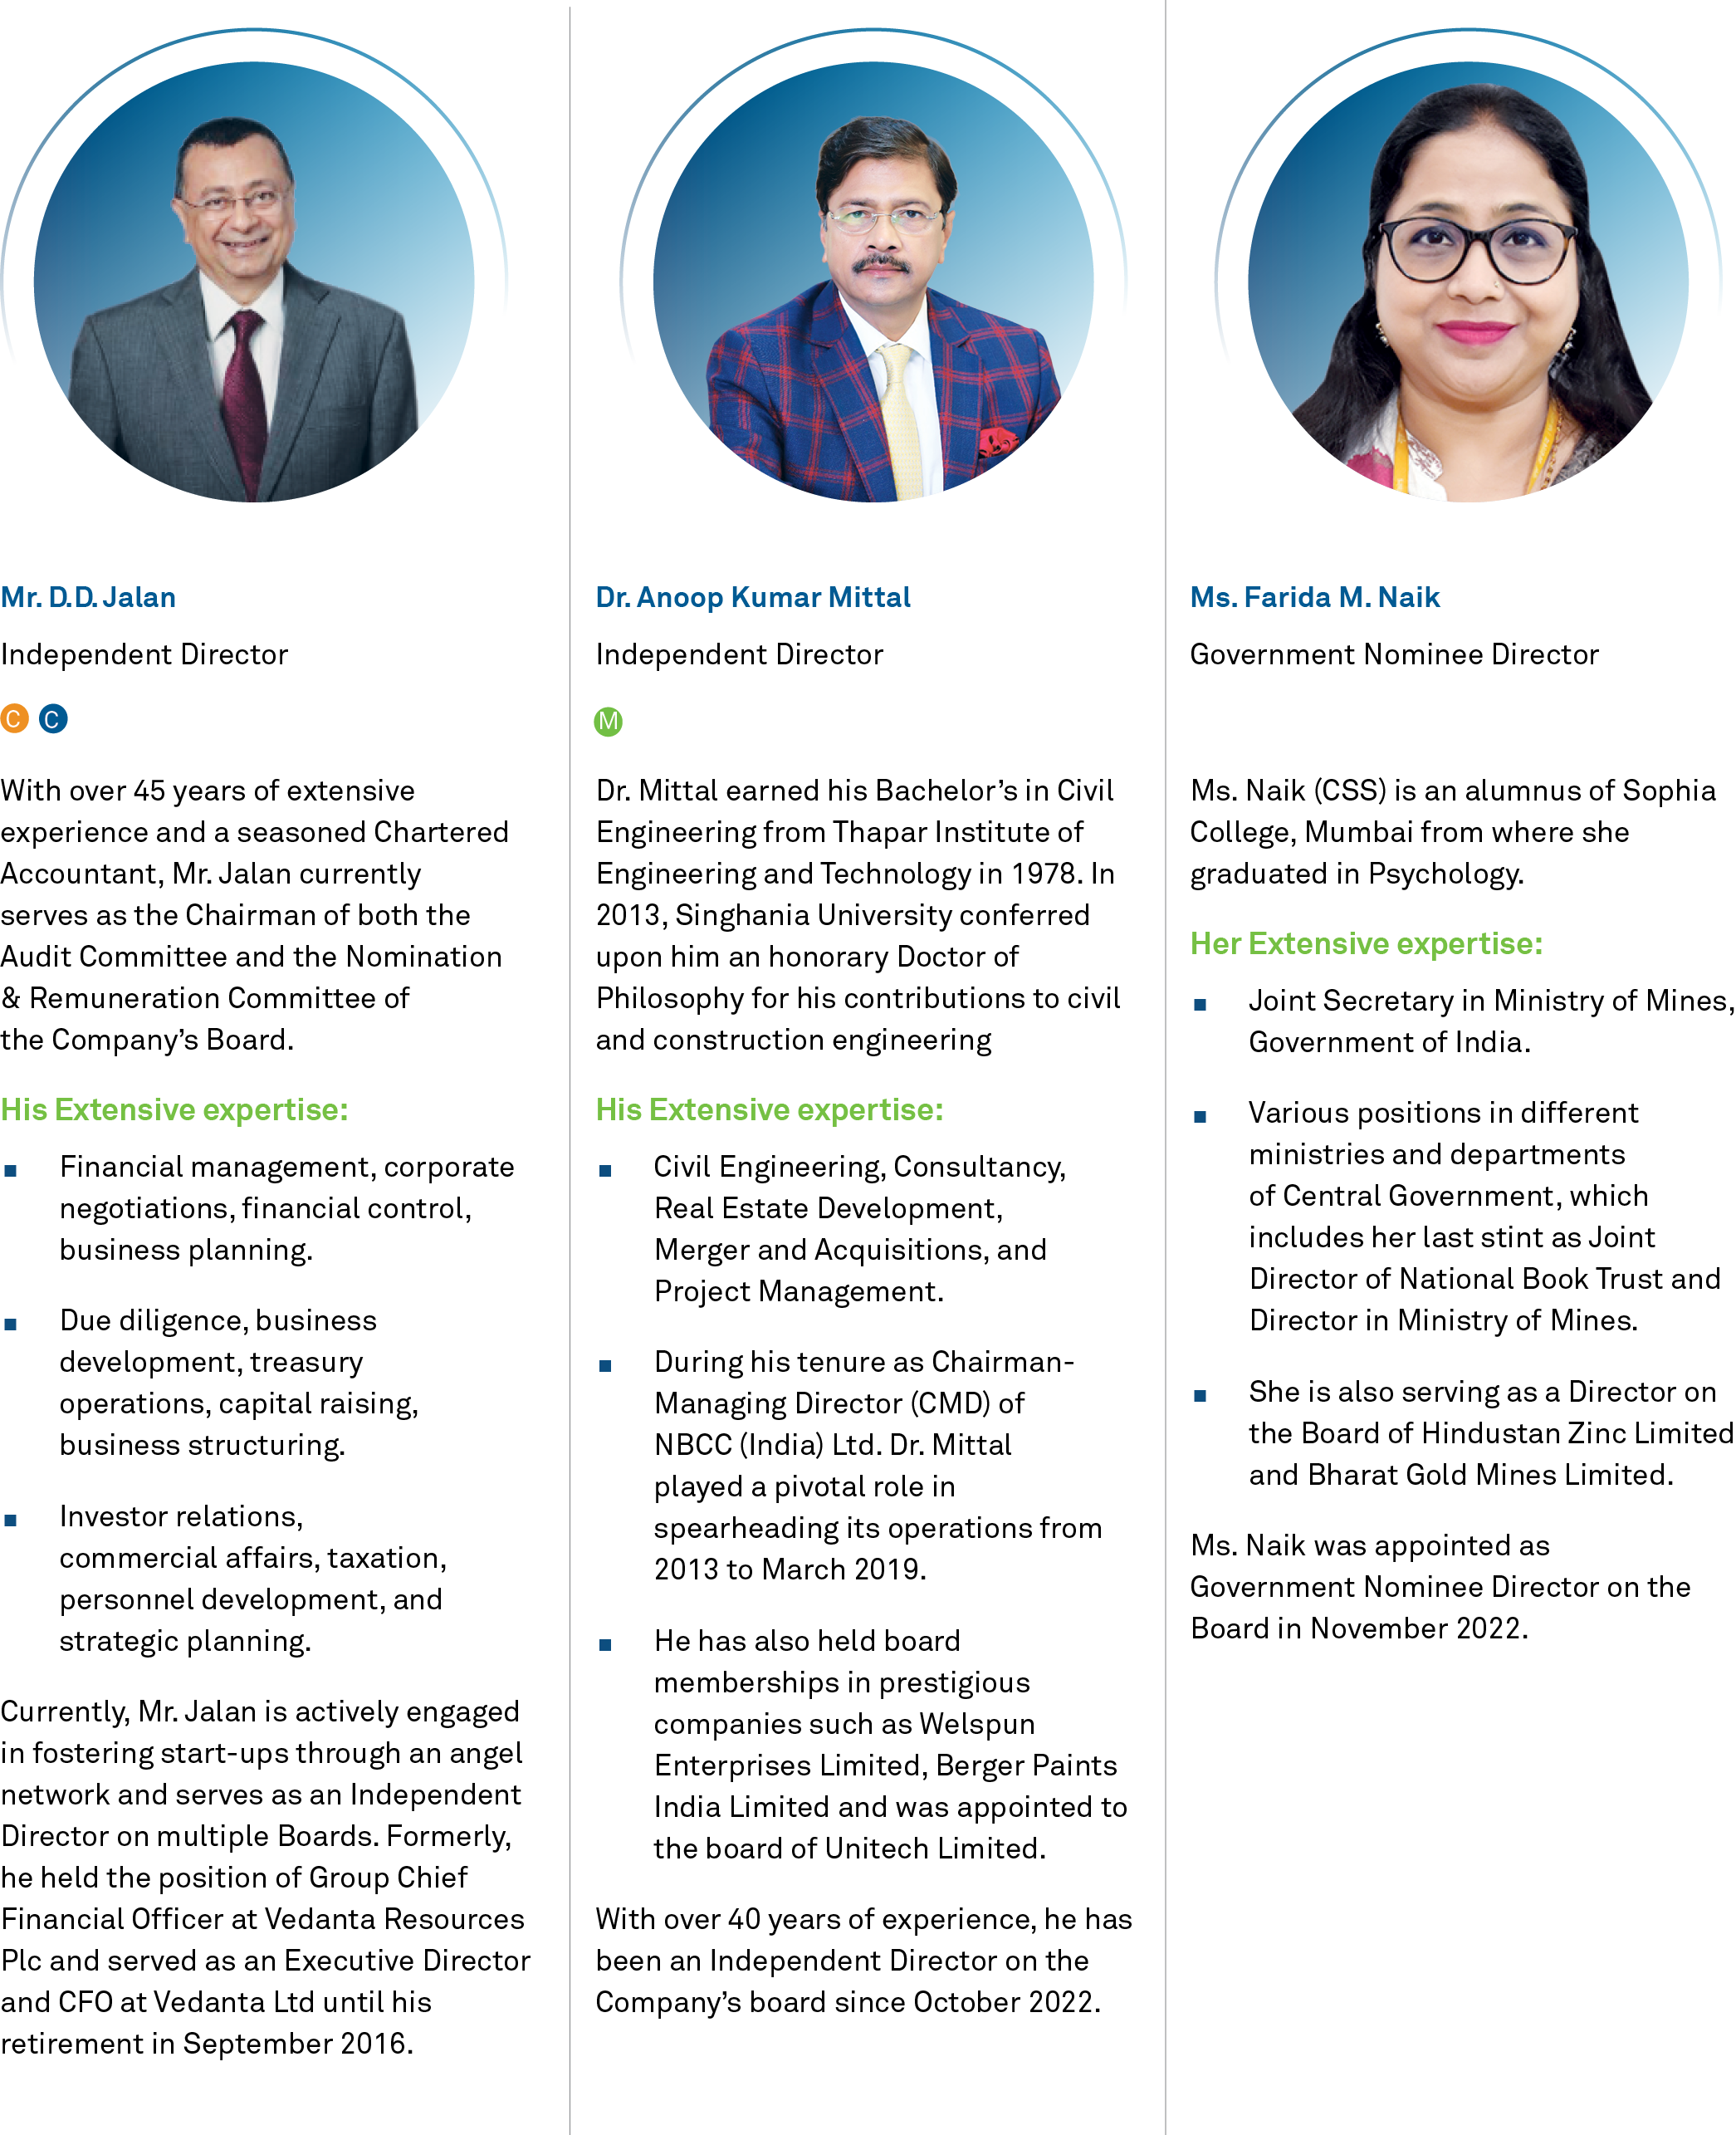 Mr. D.D. Jalan
Independent Director
C C
With over 45 years of extensive
experience and a seasoned Chartered
Accountant, Mr. Jalan currently
serves as the Chairman of both the
Audit Committee and the Nomination
& Remuneration Committee of
the Company’s Board.
His Extensive expertise:
▪ Financial management, corporate
negotiations, financial control,
business planning.
▪ Due diligence, business
development, treasury
operations, capital raising,
business structuring.
▪ Investor relations,
commercial affairs, taxation,
personnel development, and
strategic planning.
Currently, Mr. Jalan is actively engaged
in fostering start-ups through an angel
network and serves as an Independent
Director on multiple Boards. Formerly,
he held the position of Group Chief
Financial Officer at Vedanta Resources
Plc and served as an Executive Director
and CFO at Vedanta Ltd until his
retirement in September 2016.
Dr. Anoop Kumar Mittal
Independent Director
M
Dr. Mittal earned his Bachelor’s in Civil
Engineering from Thapar Institute of
Engineering and Technology in 1978. In
2013, Singhania University conferred
upon him an honorary Doctor of
Philosophy for his contributions to civil
and construction engineering
His Extensive expertise:
▪ Civil Engineering, Consultancy,
Real Estate Development,
Merger and Acquisitions, and
Project Management.
▪ During his tenure as Chairman-
Managing Director (CMD) of
NBCC (India) Ltd. Dr. Mittal
played a pivotal role in
spearheading its operations from
2013 to March 2019.
▪ He has also held board
memberships in prestigious
companies such as Welspun
Enterprises Limited, Berger Paints
India Limited and was appointed to
the board of Unitech Limited.
With over 40 years of experience, he has
been an Independent Director on the
Company’s board since October 2022.
Ms. Farida M. Naik
Government Nominee Director
Ms. Naik (CSS) is an alumnus of Sophia
College, Mumbai from where she
graduated in Psychology.
Her Extensive expertise:
▪ Joint Secretary in Ministry of Mines,
Government of India.
▪ Various positions in different
ministries and departments
of Central Government, which
includes her last stint as Joint
Director of National Book Trust and
Director in Ministry of Mines.
▪ She is also serving as a Director on
the Board of Hindustan Zinc Limited
and Bharat Gold Mines Limited.
Ms. Naik was appointed as
Government Nominee Director on the
Board in November 2022.